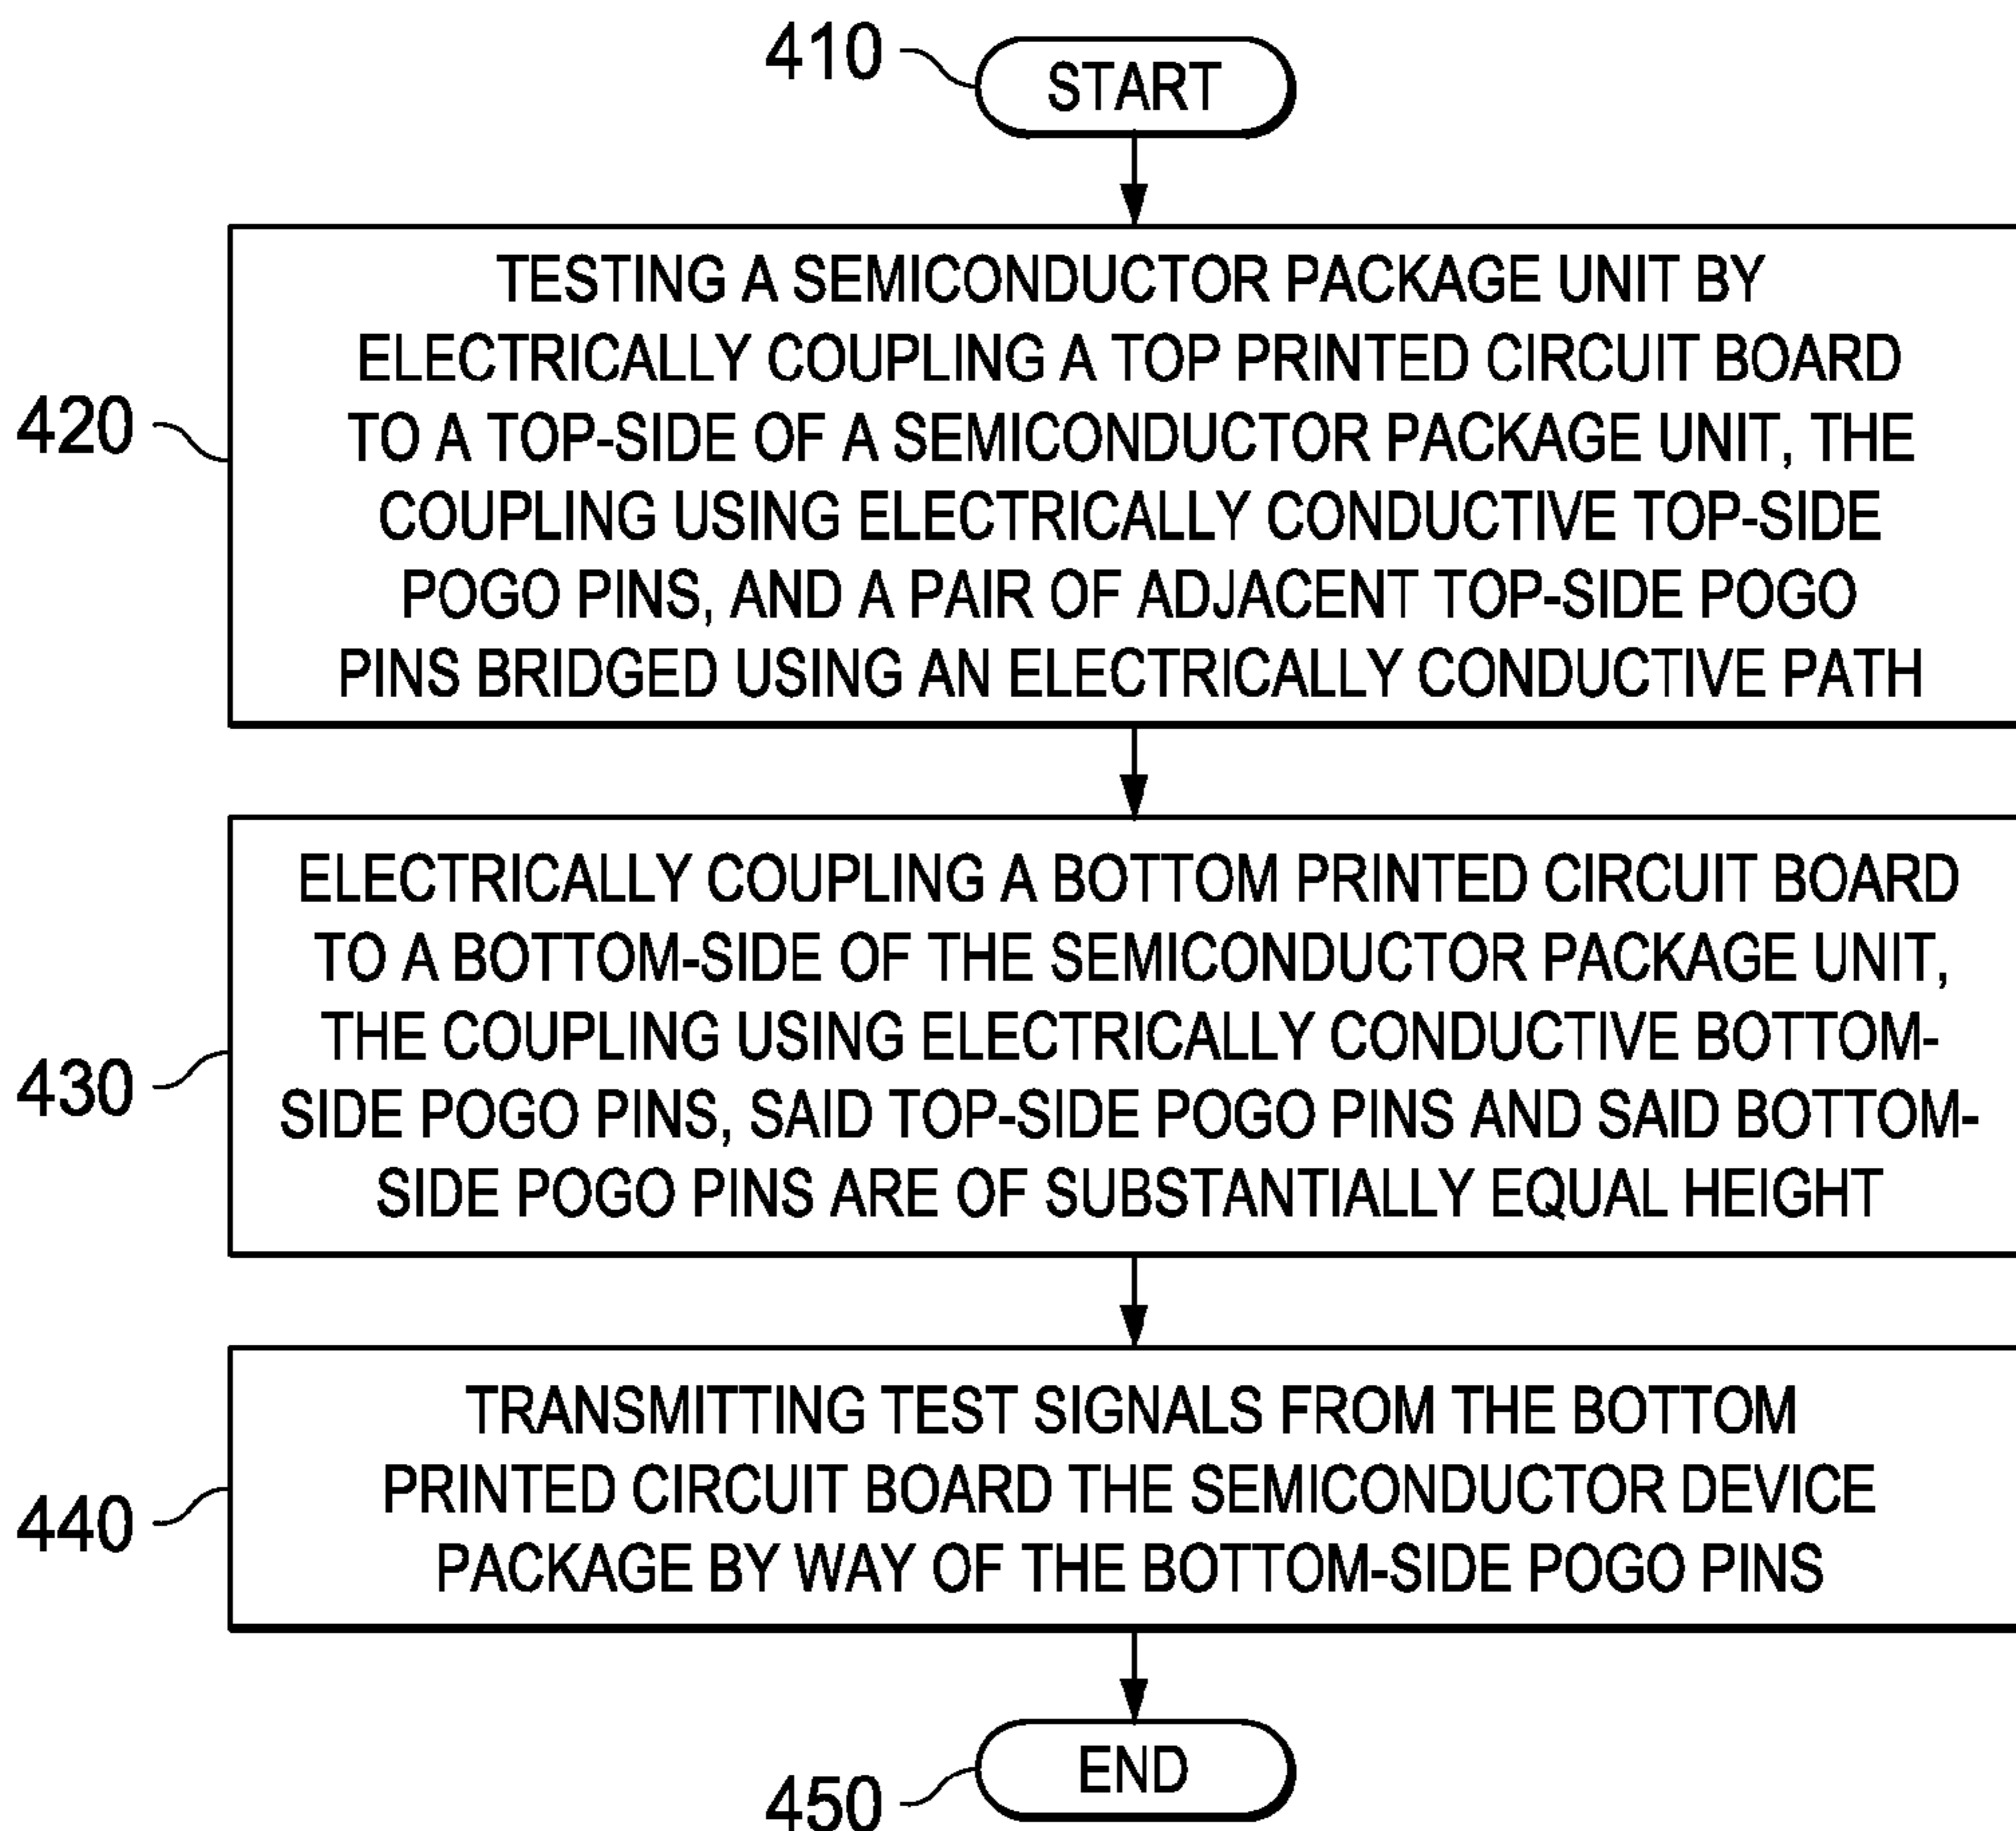 410
START
TESTING A SEMICONDUCTOR PACKAGE UNIT BY
ELECTRICALLY COUPLING A TOP PRINTED CIRCUIT BOARD
TO A TOP-SIDE OF A SEMICONDUCTOR PACKAGE UNIT, THE
COUPLING USING ELECTRICALLY CONDUCTIVE TOP-SIDE
POGO PINS, AND A PAIR OF ADJACENT TOP-SIDE POGO
PINS BRIDGED USING AN ELECTRICALLY CONDUCTIVE PATH
420
ELECTRICALLY COUPLING A BOTTOM PRINTED CIRCUIT BOARD
TO A BOTTOM-SIDE OF THE SEMICONDUCTOR PACKAGE UNIT,
THE COUPLING USING ELECTRICALLY CONDUCTIVE BOTTOM-
SIDE POGO PINS, SAID TOP-SIDE POGO PINS AND SAID BOTTOM-
SIDE POGO PINS ARE OF SUBSTANTIALLY EQUAL HEIGHT
430
TRANSMITTING TEST SIGNALS FROM THE BOTTOM
PRINTED CIRCUIT BOARD THE SEMICONDUCTOR DEVICE
PACKAGE BY WAY OF THE BOTTOM-SIDE POGO PINS
440
END
450